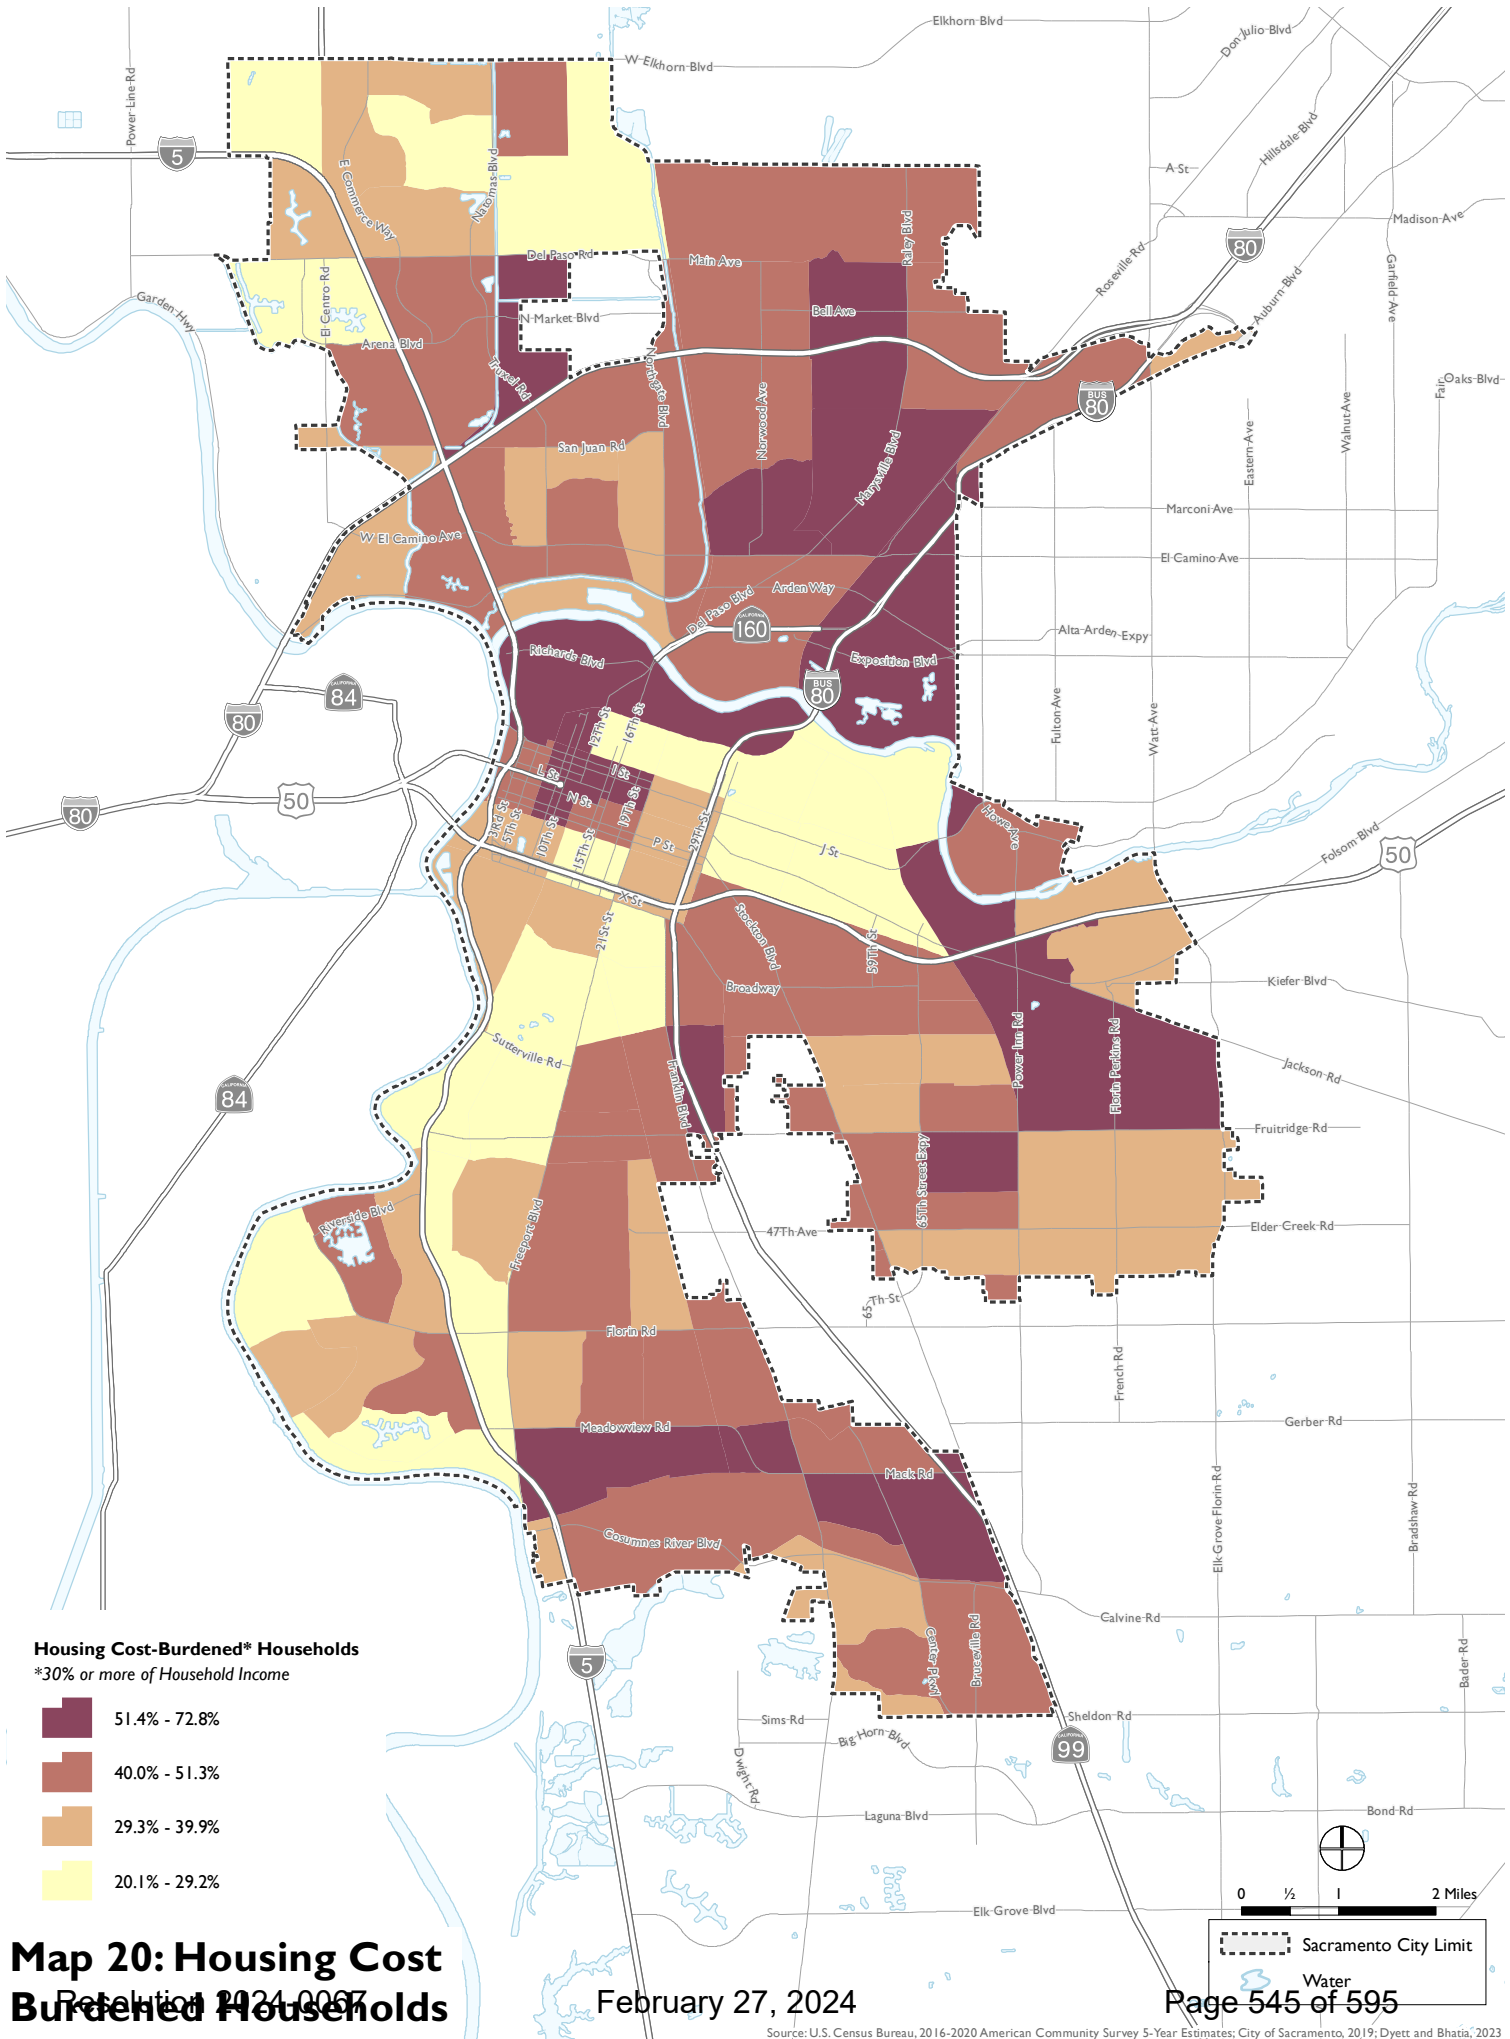 Elkhorn Blvd
Don Julio Blvd
W Elkhorn Blvd
Power Line Rd
Hillsdale Blvd
5
E Commerce Way
Natomas Blvd
A St
Madison Ave
Raley Blvd
80
Roseville Rd
Del Paso Rd
Main Ave
Garfield Ave
Auburn Blvd
Garden Hwy
El Centro Rd
N Market Blvd
Bell Ave
Arena Blvd
Truxel Rd
Northgate Blvd
Norwood Ave
BUS
80
Fair Oaks Blvd
Walnut Ave
Eastern Ave
San Juan Rd
Marysville Blvd
Marconi Ave
W El Camino Ave
El Camino Ave
Arden Way
Del Paso Blvd
CALIFORNIA
160
Alta Arden Expy
Richards Blvd
Exposition Blvd
BUS
80
CALIFORNIA
84
80
12Th St
16Th St
Fulton Ave
Watt Ave
L St
I St
50
80
N St
3Rd St
5Th St
10Th St
15Th St
19Th St
P St
29Th St
J St
Howe Ave
Folsom Blvd
50
X St
21St St
Stockton Blvd
59Th St
Broadway
Kiefer Blvd
Sutterville Rd
Franklin Blvd
Power Inn Rd
Florin Perkins Rd
Jackson Rd
CALIFORNIA
84
Fruitridge Rd
65Th Street Expy
Riverside Blvd
Freeport Blvd
47Th Ave
Elder Creek Rd
65Th St
Florin Rd
French Rd
Meadowview Rd
Gerber Rd
Mack Rd
Elk Grove Florin Rd
Bradshaw Rd
Cosumnes River Blvd
Calvine Rd
Center Pkwy
Bruceville Rd
Bader Rd
5
Sims Rd
Sheldon Rd
Big Horn Blvd
CALIFORNIA
99
Dwight Rd
Laguna Blvd
Bond Rd
Elk Grove Blvd
Housing Cost-Burdened* Households
*30% or more of Household Income
51.4% - 72.8%
40.0% - 51.3%
29.3% - 39.9%
20.1% - 29.2%
0 ½ 1 2 Miles
Sacramento City Limit
Water
Map 20: Housing Cost
Burdened Households
Resolution 2024-0067
February 27, 2024
Page 545 of 595
Source: U.S. Census Bureau, 2016-2020 American Community Survey 5-Year Estimates; City of Sacramento, 2019; Dyett and Bhatia, 2023